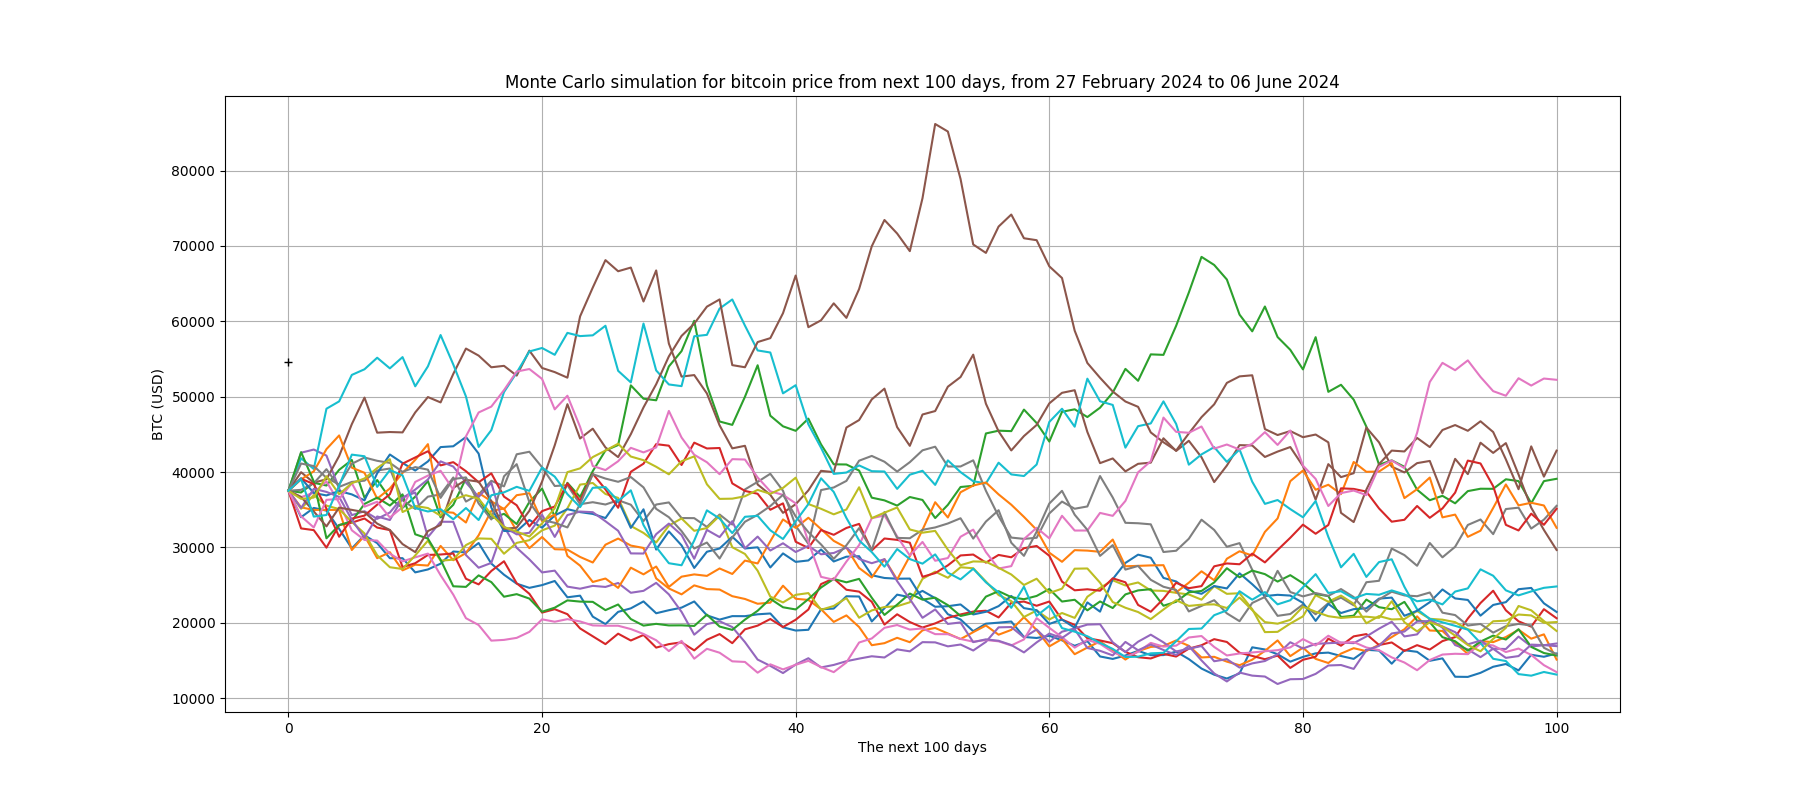 Monte Carlo simulation for bitcoin price from next 100 days, from 27 February 2024 to 06 June 2024
80000
70000
60000
50000
40000
30000
20000
10000
BTC (USD)
0 20 40 60 80 100
The next 100 days